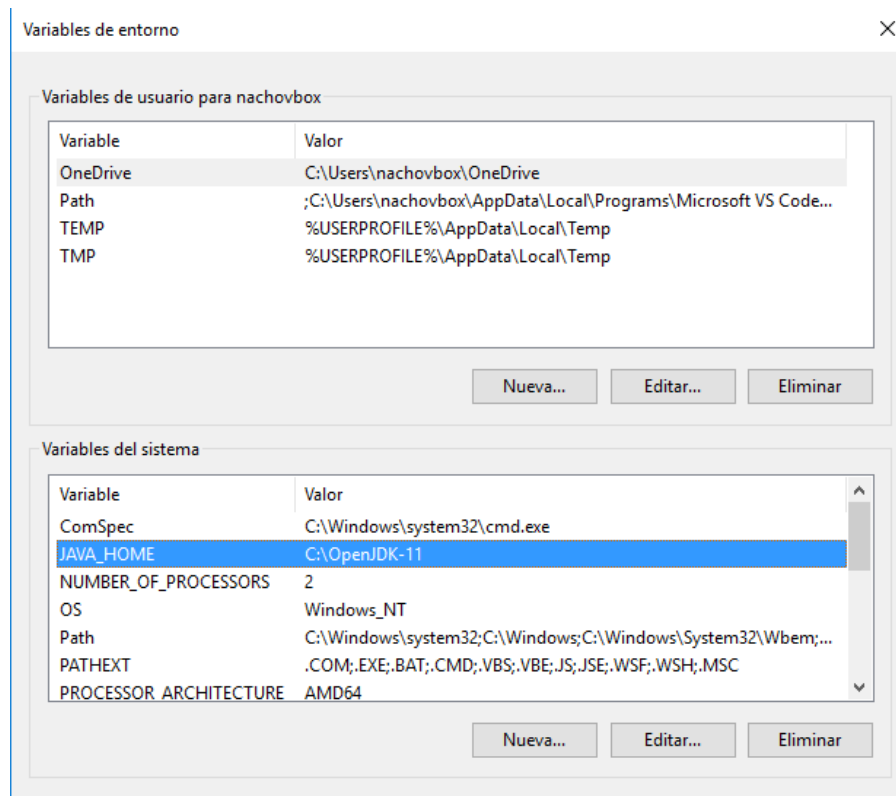 Variables de entorno
Variables de usuario para nachovbox
Variable Valor
OneDrive C:\Users\nachovbox\OneDrive
Path ;C:\Users\nachovbox\AppData\Local\Programs\Microsoft VS Code...
TEMP %USERPROFILE%\AppData\Local\Temp
TMP %USERPROFILE%\AppData\Local\Temp
Nueva... Editar... Eliminar
Variables del sistema
Variable Valor
ComSpec C:\Windows\system32\cmd.exe
JAVA_HOME C:\OpenJDK-11
NUMBER_OF_PROCESSORS 2
OS Windows_NT
Path C:\Windows\system32;C:\Windows;C:\Windows\System32\Wbem;...
PATHEXT .COM;.EXE;.BAT;.CMD;.VBS;.VBE;.JS;.JSE;.WSF;.WSH;.MSC
PROCESSOR_ARCHITECTURE AMD64
Nueva... Editar... Eliminar